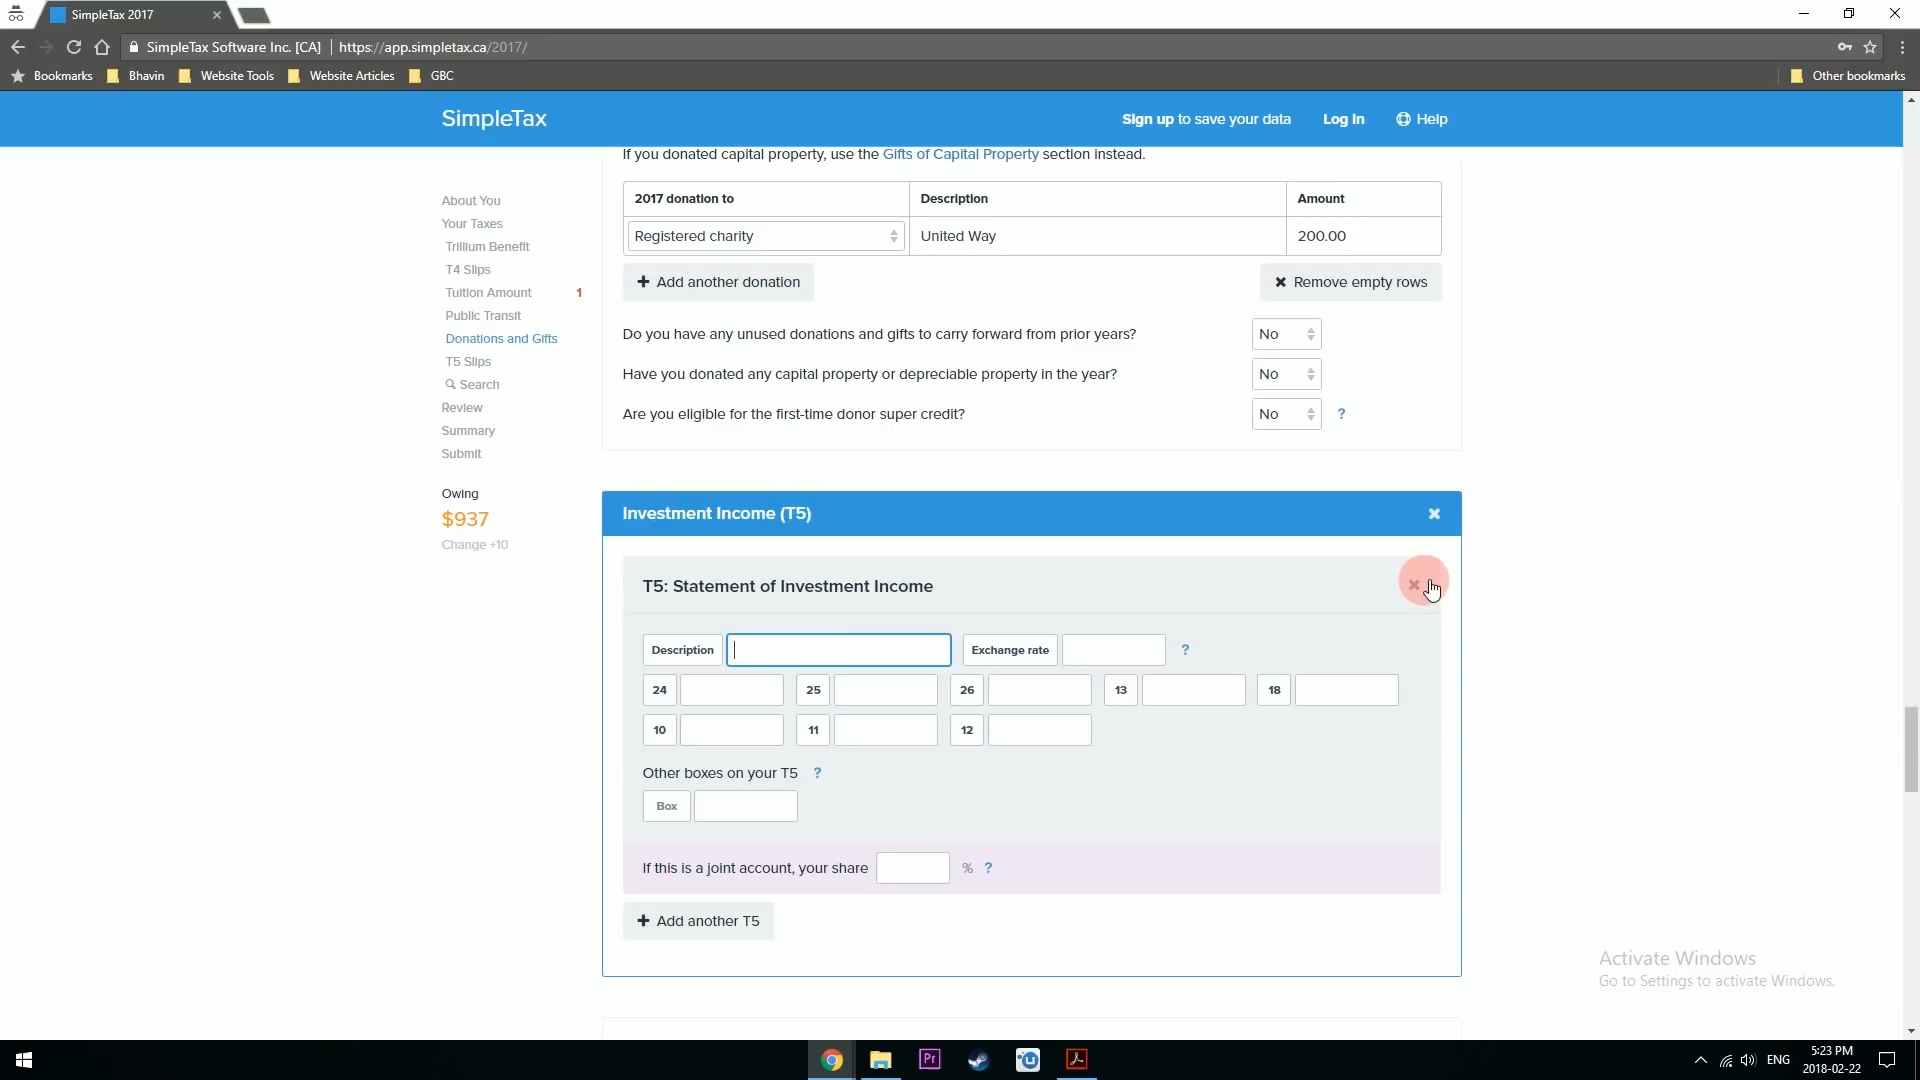 SimpleTax 2017
SimpleTax Software Inc. [CA] | https://app.simpletax.ca/2017/
Bookmarks Bhavin Website Tools Website Articles GBC Other bookmarks
SimpleTax Sign up to save your data Log In Help
If you donated capital property, use the Gifts of Capital Property section instead.
About You
Your Taxes
Trillium Benefit
T4 Slips
Tuition Amount 1
Public Transit
Donations and Gifts
T5 Slips
Search
Review
Summary
Submit
Owing
$937
Change +10
2017 donation to Description Amount
Registered charity United Way 200.00
+ Add another donation × Remove empty rows
Do you have any unused donations and gifts to carry forward from prior years? No
Have you donated any capital property or depreciable property in the year? No
Are you eligible for the first-time donor super credit? No ?
Investment Income (T5) ×
T5: Statement of Investment Income ×
Description Exchange rate ?
24 25 26 13 18
10 11 12
Other boxes on your T5 ?
Box
If this is a joint account, your share % ?
+ Add another T5
Activate Windows
Go to Settings to activate Windows.
Pr
ENG
5:23 PM
2018-02-22